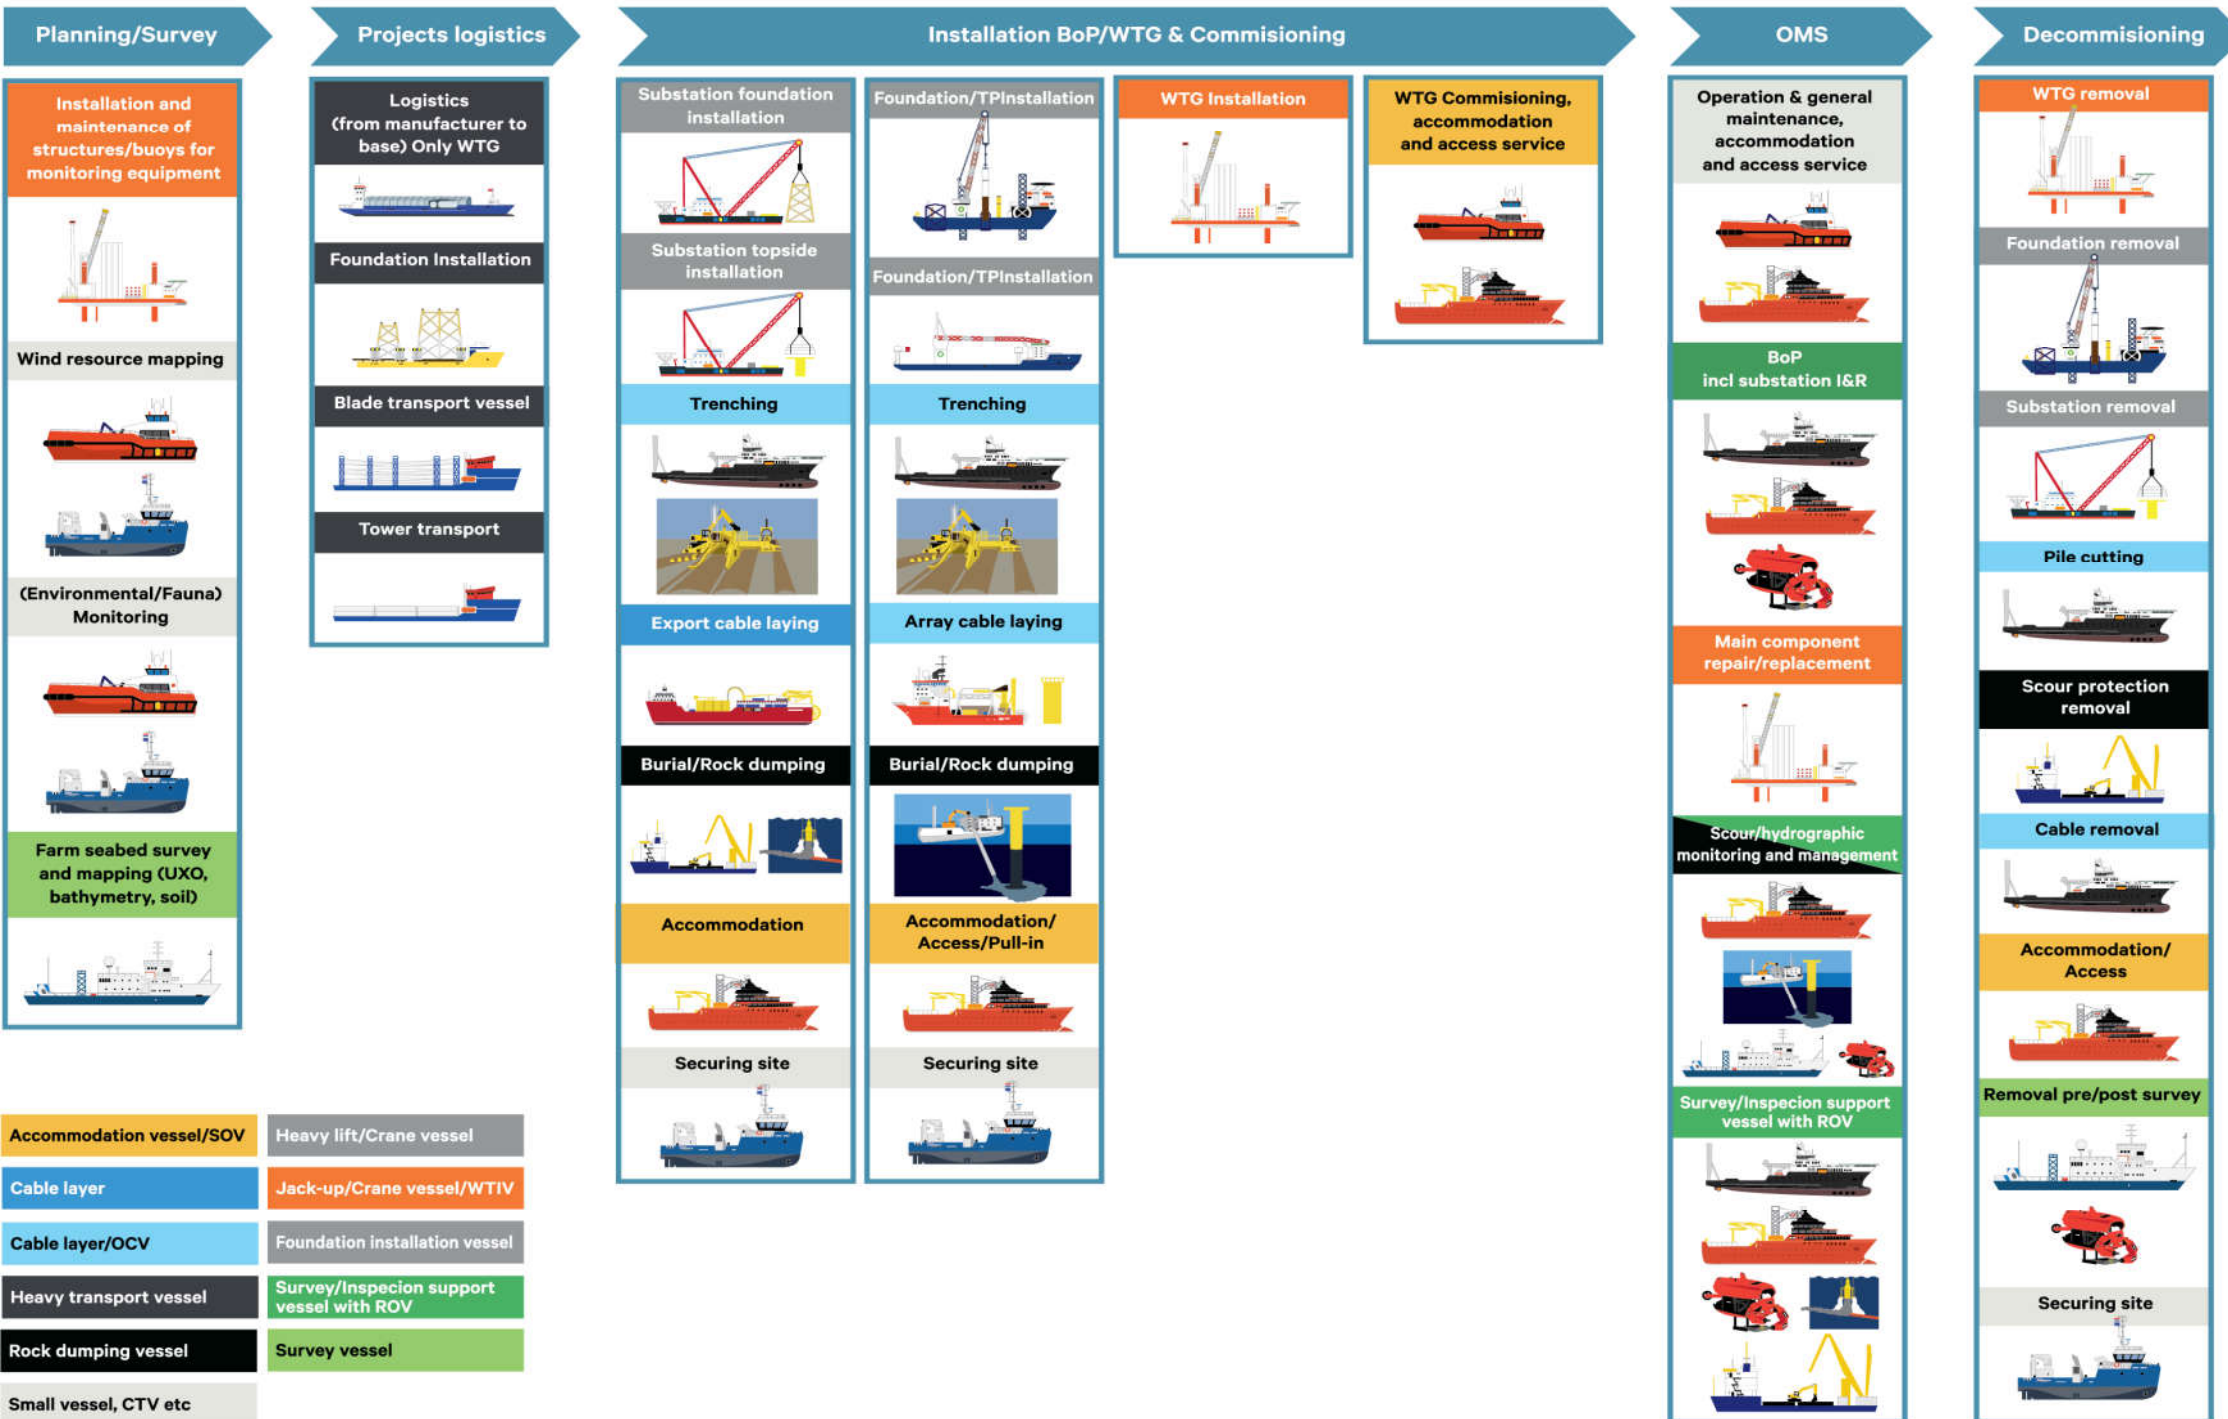 Planning/Survey
Projects logistics
Installation BoP/WTG & Commisioning
OMS
Decommisioning
Installation and
maintenance of
structures/buoys for
monitoring equipment
Wind resource mapping
(Environmental/Fauna)
Monitoring
Farm seabed survey
and mapping (UXO,
bathymetry, soil)
Logistics
(from manufacturer to
base) Only WTG
Foundation Installation
Blade transport vessel
Tower transport
Substation foundation
installation
Substation topside
installation
Trenching
Export cable laying
Burial/Rock dumping
Accommodation
Securing site
Foundation/TPInstallation
Foundation/TPInstallation
Trenching
Array cable laying
Burial/Rock dumping
Accommodation/
Access/Pull-in
Securing site
WTG Installation
WTG Commisioning,
accommodation
and access service
Operation & general
maintenance,
accommodation
and access service
BoP
incl substation I&R
Main component
repair/replacement
Scour/hydrographic
monitoring and management
Survey/Inspecion support
vessel with ROV
WTG removal
Foundation removal
Substation removal
Pile cutting
Scour protection
removal
Cable removal
Accommodation/
Access
Removal pre/post survey
Securing site
Accommodation vessel/SOV
Cable layer
Cable layer/OCV
Heavy transport vessel
Rock dumping vessel
Small vessel, CTV etc
Heavy lift/Crane vessel
Jack-up/Crane vessel/WTIV
Foundation installation vessel
Survey/Inspecion support
vessel with ROV
Survey vessel